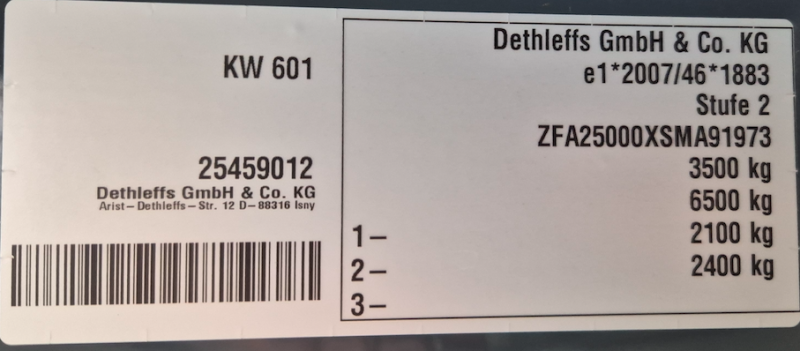 KW 601
25459012
Dethleffs GmbH & Co. KG
Arist-Dethleffs-Str. 12 D-88316 Isny
Dethleffs GmbH & Co. KG
e1*2007/46*1883
Stufe 2
ZFA25000XSMA91973
3500 kg
6500 kg
1- 2100 kg
2- 2400 kg
3-